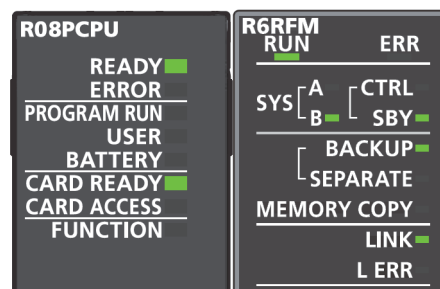 R08PCPU
READY
ERROR
PROGRAM RUN
USER
BATTERY
CARD READY
CARD ACCESS
FUNCTION
R6RFM
RUN ERR
SYS A CTRL
B SBY
BACKUP
SEPARATE
MEMORY COPY
LINK
L ERR